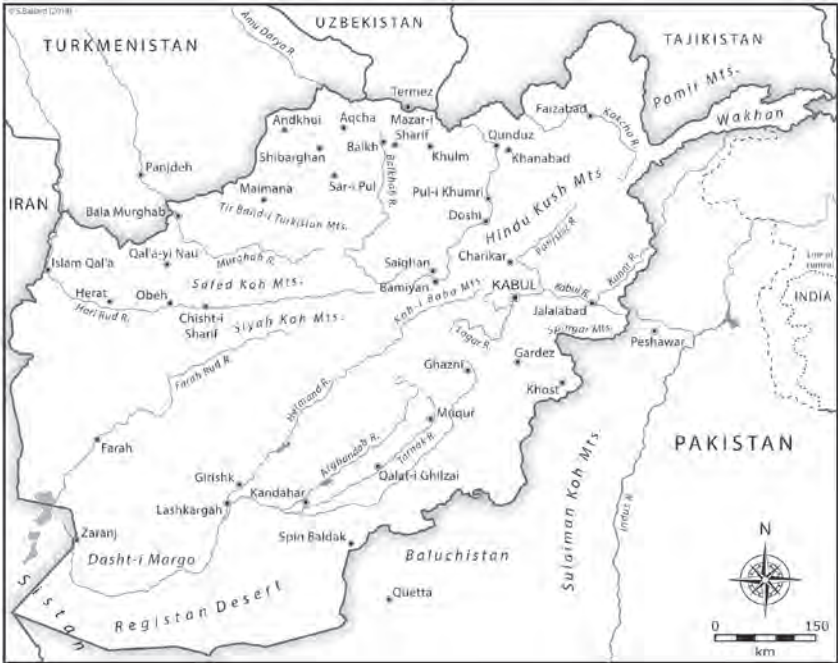 TURKMENISTAN
UZBEKISTAN
TAJIKISTAN
Amu Darya R.
Termez
Pamir Mts.
Wakhan
Andkhui
Aqcha
Mazar-i
Sharif
Balkh
Faizabad
Kokcha R.
Qunduz
Khanabad
Shibarghan
Khulm
Balkhab R.
Panjdeh
Maimana
Sar-i Pul
Pul-i Khumri
Hindu Kush Mts
IRAN
Bala Murghab
Tir Band-i Turkistan Mts.
Doshi
Qal'a-yi Nau
Murghab R.
Saighan
Charikar
Panjshir R.
Islam Qal'a
Safed Koh Mts.
Bamiyan
Koh-i Baba Mts.
KABUL
Kabul R.
Kunar R.
Line of
INDIA
Herat
Obeh
Hari Rud R.
Chisht-i
Sharif
Siyah Koh Mts.
Jalalabad
Logar R.
Peshawar
Farah Rud R.
Ghazni
Gardez
Khost
Helmand R.
Muqur
Farah
Arghandab R.
Tarnak R.
PAKISTAN
Girishk
Qalat-i Ghilzai
Lashkargah
Kandahar
Sulaiman Koh Mts.
Indus R.
Zaranj
Spin Baldak
Dasht-i Margo
Baluchistan
N
Sistan
Registan Desert
Quetta
0 150
km